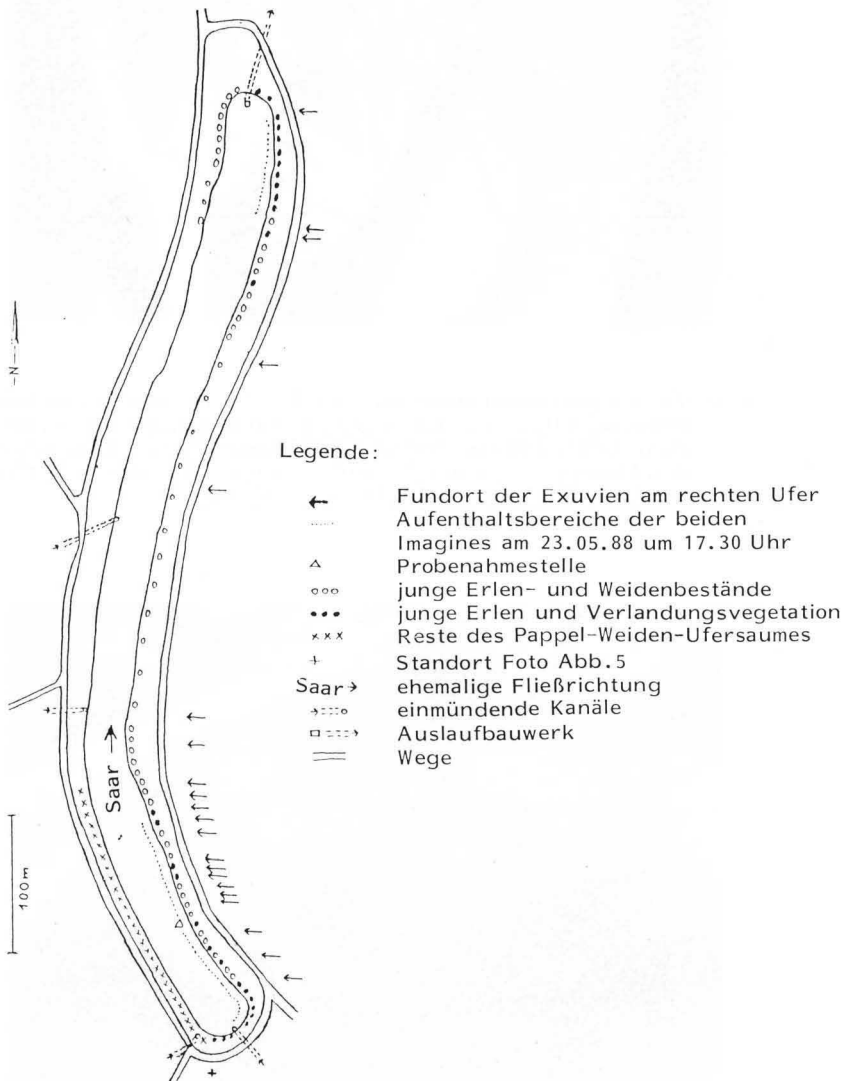 -N-
Legende:
Fundort der Exuvien am rechten Ufer
Aufenthaltsbereiche der beiden
Imagines am 23.05.88 um 17.30 Uhr
Probenahmestelle
junge Erlen- und Weidenbestände
junge Erlen und Verlandungsvegetation
Reste des Pappel-Weiden-Ufersaumes
Standort Foto Abb.5
Saar → ehemalige Fließrichtung
einmündende Kanäle
Auslaufbauwerk
Wege
Saar →
100m